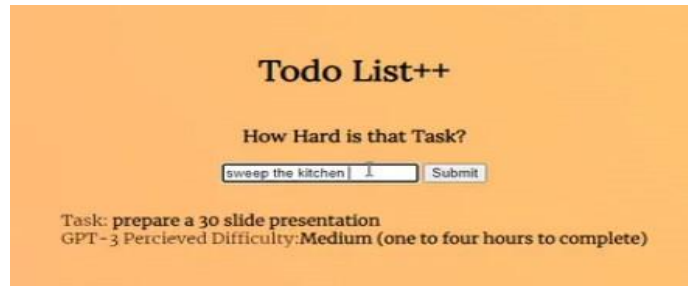 Todo List++
How Hard is that Task?
sweep the kitchen Submit
Task: prepare a 30 slide presentation
GPT-3 Percieved Difficulty:Medium (one to four hours to complete)